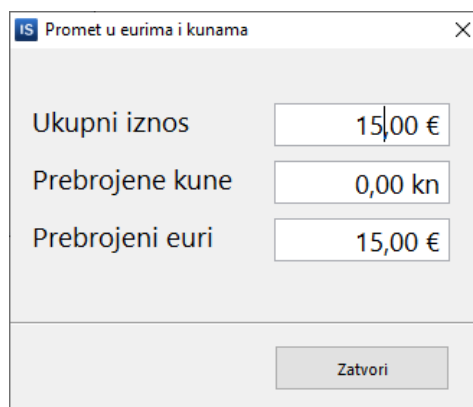 IS Promet u eurima i kunama
Ukupni iznos 15,00 €
Prebrojene kune 0,00 kn
Prebrojeni euri 15,00 €
Zatvori